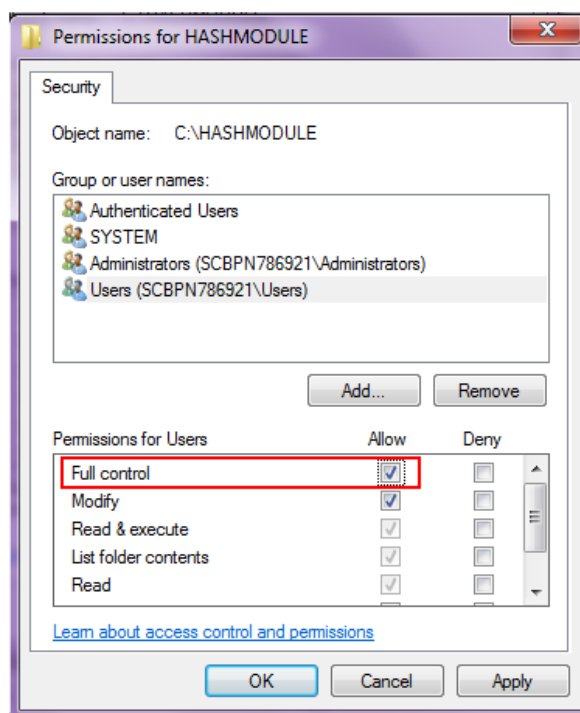 Permissions for HASHMODULE
Security
Object name: C:\HASHMODULE
Group or user names:
Authenticated Users
SYSTEM
Administrators (SCBPN786921\Administrators)
Users (SCBPN786921\Users)
Add... Remove
Permissions for Users Allow Deny
Full control
Modify
Read & execute
List folder contents
Read
Learn about access control and permissions
OK Cancel Apply